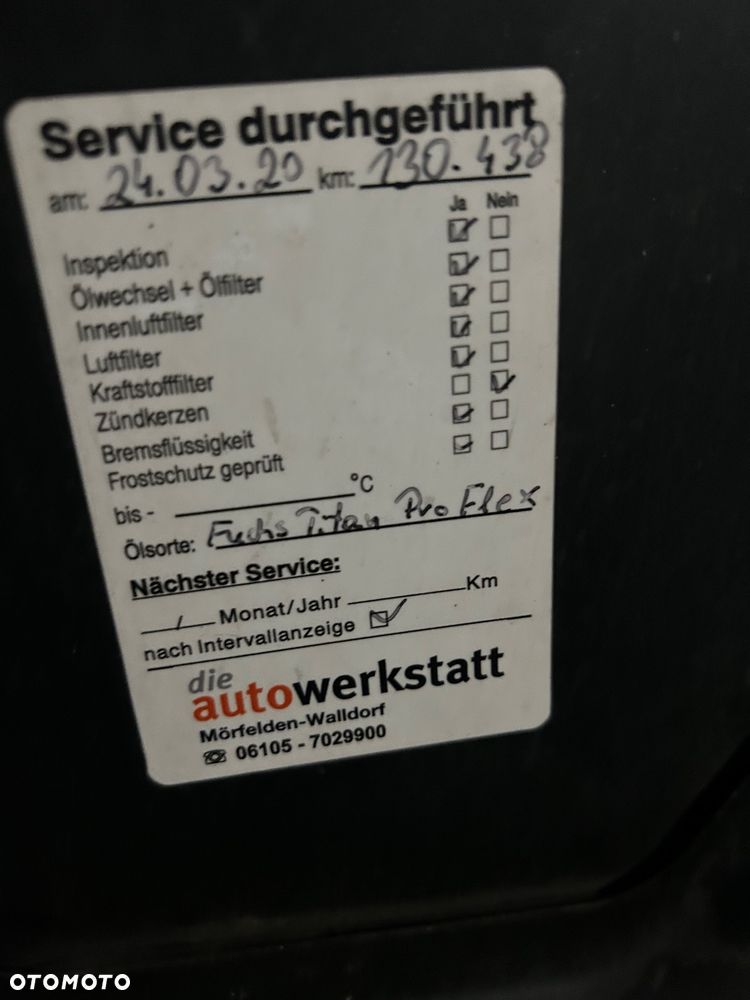 Service durchgeführt
am: 24.03.20 km: 130.438
Ja Nein
Inspektion
Ölwechsel + Ölfilter
Innenluftfilter
Luftfilter
Kraftstofffilter
Zündkerzen
Bremsflüssigkeit
Frostschutz geprüft
bis - °C
Ölsorte: Fuchs Titan Pro Flex
Nächster Service:
/ Monat/Jahr Km
nach Intervallanzeige
die
autowerkstatt
Mörfelden-Walldorf
☎ 06105 - 7029900
OTOMOTO